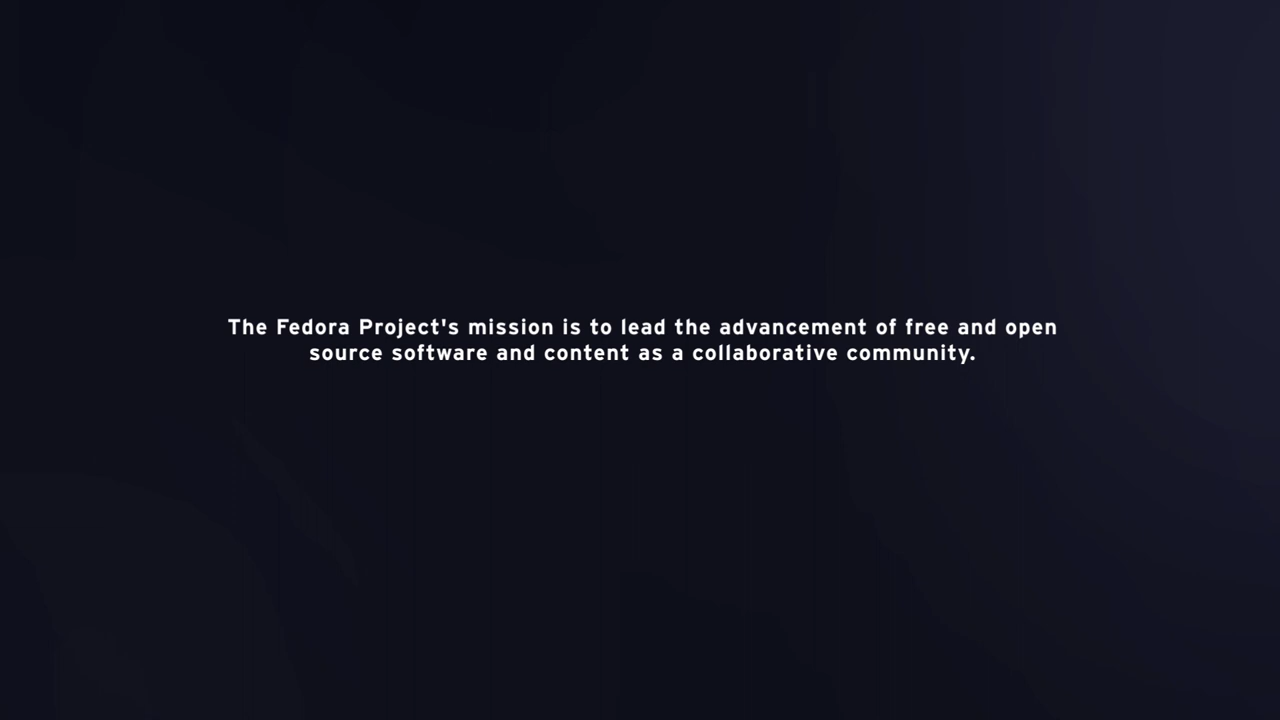 The Fedora Project's mission is to lead the advancement of free and open
source software and content as a collaborative community.